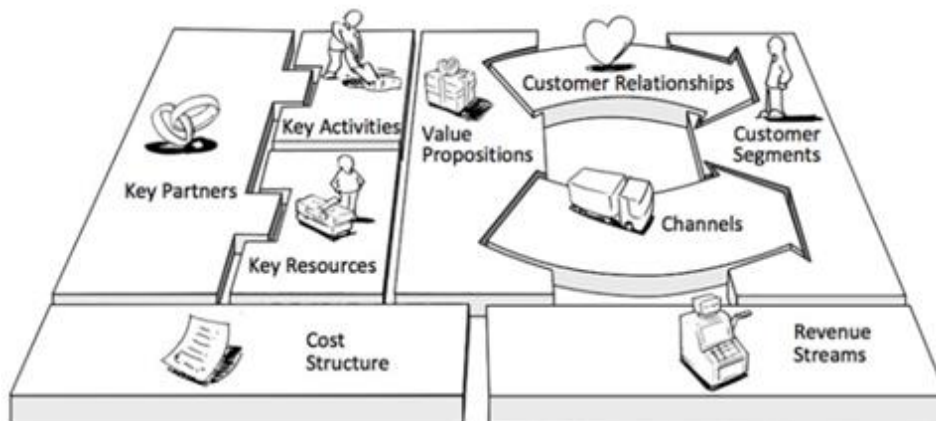 Customer Relationships
Key Activities
Value
Propositions
Customer
Segments
Key Partners
Channels
Key Resources
Cost
Structure
Revenue
Streams